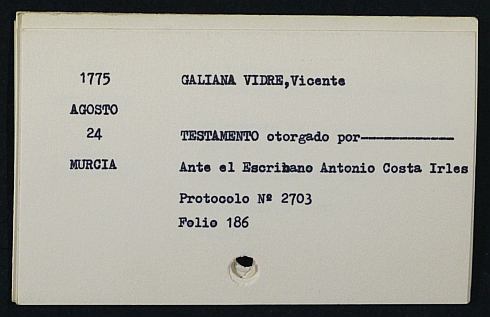 1775 GALIANA VIDRE,Vicente
AGOSTO
24 TESTAMENTO otorgado por-------------
MURCIA Ante el Escribano Antonio Costa Irles
Protocolo Nº 2703
Folio 186